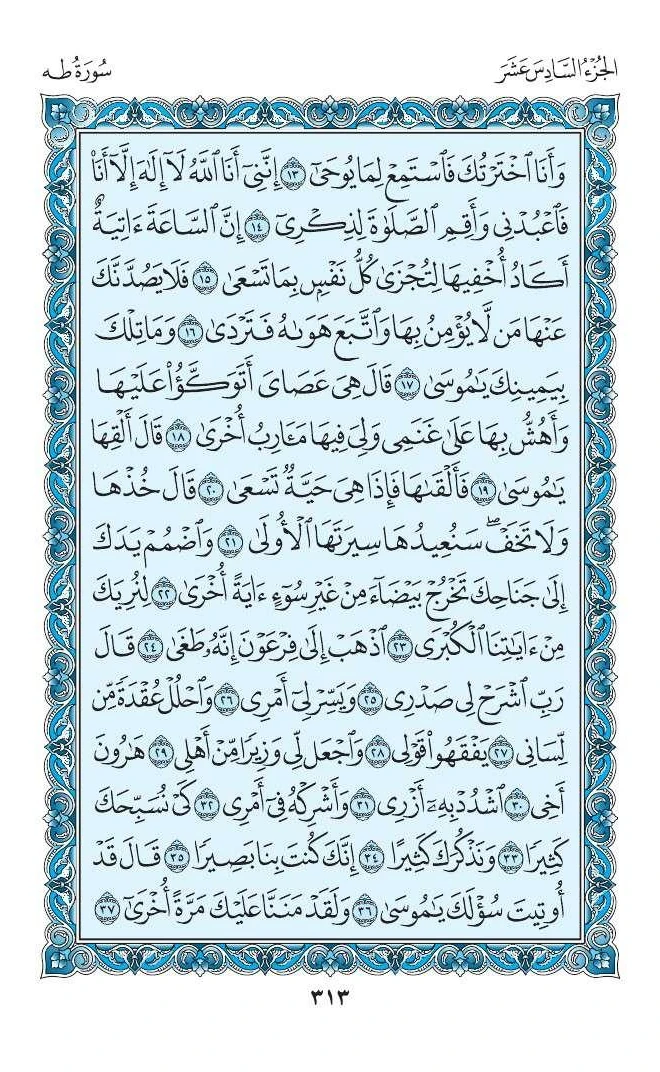 الجُزْءُ السَّادِسَ عَشَرَ
سُورَةُ طه
وَأَنَا ٱخْتَرْتُكَ فَٱسْتَمِعْ لِمَا يُوحَىٰٓ ١٣ إِنَّنِيٓ أَنَا ٱللَّهُ لَآ إِلَٰهَ إِلَّآ أَنَا۠
فَٱعْبُدْنِي وَأَقِمِ ٱلصَّلَوٰةَ لِذِكْرِيٓ ١٤ إِنَّ ٱلسَّاعَةَ ءَاتِيَةٌ
أَكَادُ أُخْفِيهَا لِتُجْزَىٰ كُلُّ نَفْسٍۭ بِمَا تَسْعَىٰ ١٥ فَلَا يَصُدَّنَّكَ
عَنْهَا مَن لَّا يُؤْمِنُ بِهَا وَٱتَّبَعَ هَوَىٰهُ فَتَرْدَىٰ ١٦ وَمَا تِلْكَ
بِيَمِينِكَ يَٰمُوسَىٰ ١٧ قَالَ هِيَ عَصَايَ أَتَوَكَّؤُا۟ عَلَيْهَا
وَأَهُشُّ بِهَا عَلَىٰ غَنَمِي وَلِيَ فِيهَا مَـَٔارِبُ أُخْرَىٰ ١٨ قَالَ أَلْقِهَا
يَٰمُوسَىٰ ١٩ فَأَلْقَىٰهَا فَإِذَا هِيَ حَيَّةٌ تَسْعَىٰ ٢٠ قَالَ خُذْهَا
وَلَا تَخَفْۖ سَنُعِيدُهَا سِيرَتَهَا ٱلْأُولَىٰ ٢١ وَٱضْمُمْ يَدَكَ
إِلَىٰ جَنَاحِكَ تَخْرُجْ بَيْضَآءَ مِنْ غَيْرِ سُوٓءٍ ءَايَةً أُخْرَىٰ ٢٢ لِنُرِيَكَ
مِنْ ءَايَٰتِنَا ٱلْكُبْرَى ٢٣ ٱذْهَبْ إِلَىٰ فِرْعَوْنَ إِنَّهُۥ طَغَىٰ ٢٤ قَالَ
رَبِّ ٱشْرَحْ لِي صَدْرِي ٢٥ وَيَسِّرْ لِيٓ أَمْرِي ٢٦ وَٱحْلُلْ عُقْدَةً مِّن
لِّسَانِي ٢٧ يَفْقَهُوا۟ قَوْلِي ٢٨ وَٱجْعَل لِّي وَزِيرًا مِّنْ أَهْلِي ٢٩ هَٰرُونَ
أَخِي ٣٠ ٱشْدُدْ بِهِۦٓ أَزْرِي ٣١ وَأَشْرِكْهُ فِيٓ أَمْرِي ٣٢ كَيْ نُسَبِّحَكَ
كَثِيرًا ٣٣ وَنَذْكُرَكَ كَثِيرًا ٣٤ إِنَّكَ كُنتَ بِنَا بَصِيرًا ٣٥ قَالَ قَدْ
أُوتِيتَ سُؤْلَكَ يَٰمُوسَىٰ ٣٦ وَلَقَدْ مَنَنَّا عَلَيْكَ مَرَّةً أُخْرَىٰٓ ٣٧
٣١٣